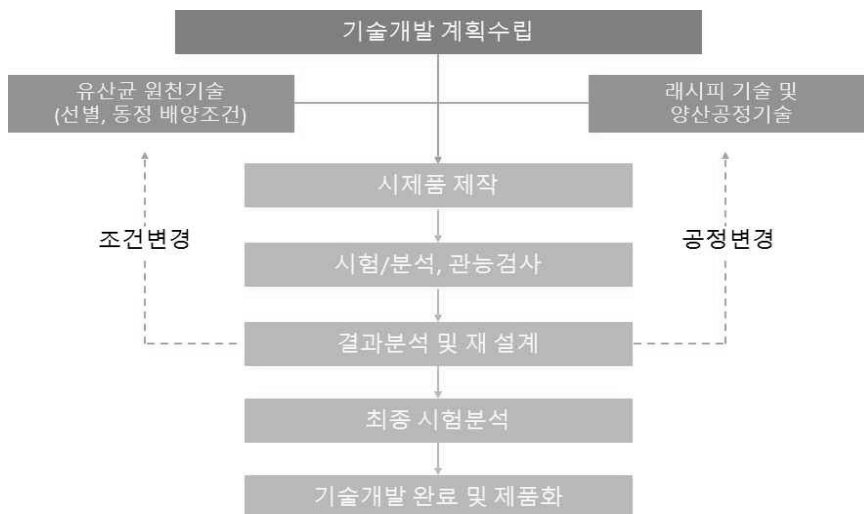 기술개발 계획수립
유산균 원천기술
(선별, 동정 배양조건)
래시피 기술 및
양산공정기술
시제품 제작
조건변경
공정변경
시험/분석, 관능검사
결과분석 및 재 설계
최종 시험분석
기술개발 완료 및 제품화